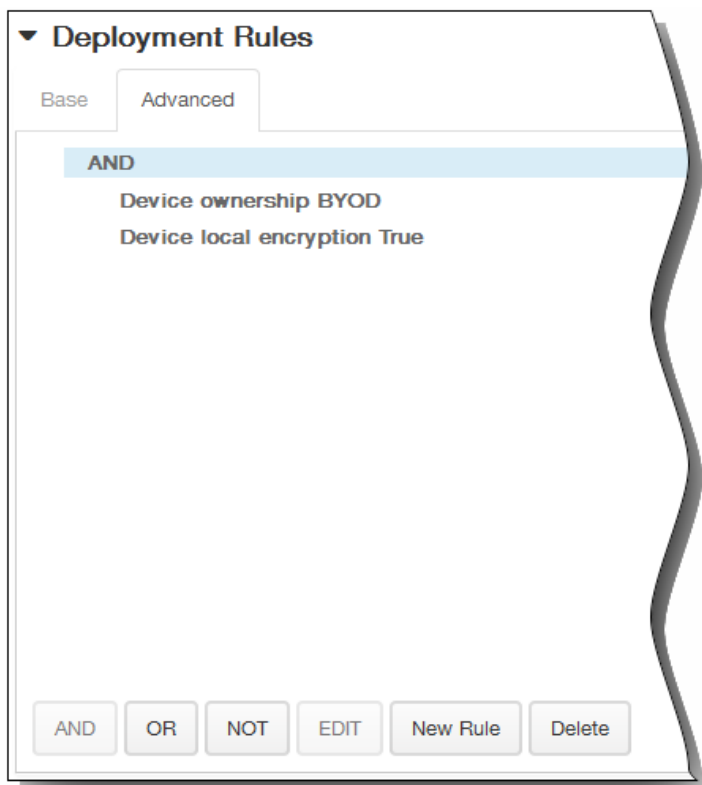 Deployment Rules
Base Advanced
AND
Device ownership BYOD
Device local encryption True
AND OR NOT EDIT New Rule Delete